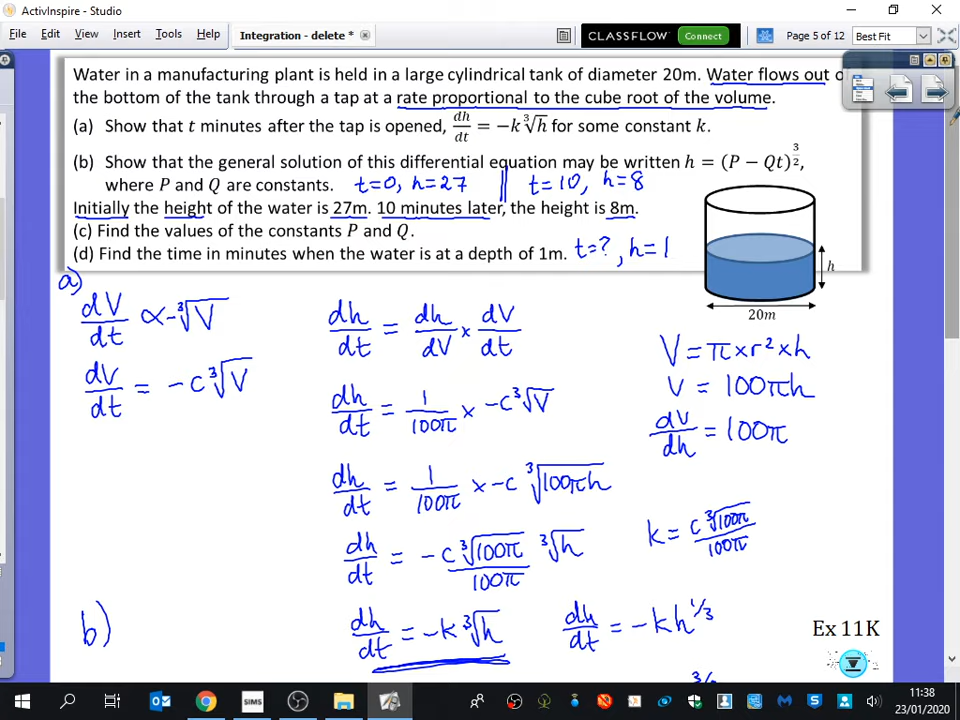 ActivInspire - Studio
File Edit View Insert Tools Help Integration - delete * CLASSFLOW Connect Page 5 of 12 Best Fit
Water in a manufacturing plant is held in a large cylindrical tank of diameter 20m. Water flows out
the bottom of the tank through a tap at a rate proportional to the cube root of the volume.
(a) Show that t minutes after the tap is opened, dh/dt = −k∛h for some constant k.
(b) Show that the general solution of this differential equation may be written h = (P − Qt)^(3/2),
where P and Q are constants. t=0, h=27 || t=10, h=8
Initially the height of the water is 27m. 10 minutes later, the height is 8m.
(c) Find the values of the constants P and Q.
(d) Find the time in minutes when the water is at a depth of 1m. t=?, h=1
h
20m
a)
dV/dt ∝ -∛V
dV/dt = -c∛V
dh/dt = dh/dV × dV/dt
dh/dt = 1/100π × -c∛V
dh/dt = 1/100π × -c ∛100πh
dh/dt = -c∛100π/100π ∛h
dh/dt = -k∛h
V = π×r²×h
V = 100πh
dV/dh = 100π
k = c∛100π/100π
b)
dh/dt = -kh^1/3
Ex 11K
SIMS
11:38
23/01/2020